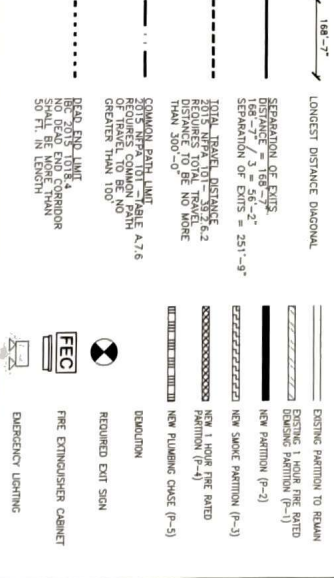 168'-7"
LONGEST DISTANCE DIAGONAL
SEPARATION OF EXITS
DISTANCE = 168'-7"
168'-7" / 3 = 56'-2"
SEPARATION OF EXITS = 251'-9"
TOTAL TRAVEL DISTANCE
2015 NFPA 101- 39.2.6.2
REQUIRES TOTAL TRAVEL
DISTANCE TO BE NO MORE
THAN 300'-0"
COMMON PATH LIMIT
2015 NFPA 101 -TABLE A.7.6
REQUIRES COMMON PATH
OF TRAVEL TO BE NO
GREATER THAN 100'
DEAD END LIMIT
IBC 2015 1018.4
NO DEAD END CORRIDOR
SHALL BE MORE THAN
50 FT. IN LENGTH
EXISTING PARTITION TO REMAIN
EXISTING 1 HOUR FIRE RATED
DEMISING PARTITION (P-1)
NEW PARTITION (P-2)
NEW SMOKE PARTITION (P-3)
NEW 1 HOUR FIRE RATED
PARTITION (P-4)
NEW PLUMBING CHASE (P-5)
DEMOLITION
REQUIRED EXIT SIGN
FEC
FIRE EXTINGUISHER CABINET
EMERGENCY LIGHTING